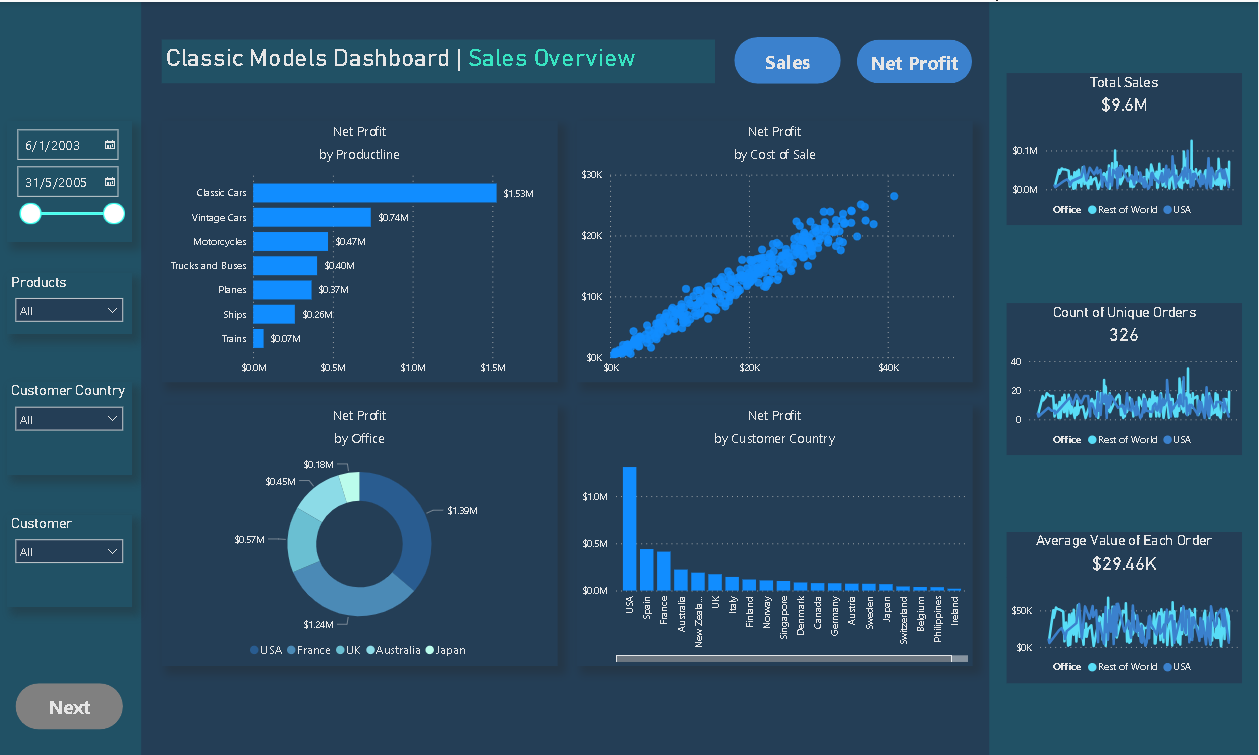 Classic Models Dashboard | Sales Overview
Sales
Net Profit
6/1/2003
31/5/2005
Products
All
Customer Country
All
Customer
All
Next
Net Profit
by Productline
Classic Cars
$1.53M
Vintage Cars
$0.74M
Motorcycles
$0.47M
Trucks and Buses
$0.40M
Planes
$0.37M
Ships
$0.26M
Trains
$0.07M
$0.0M
$0.5M
$1.0M
$1.5M
Net Profit
by Cost of Sale
$30K
$20K
$10K
$0K
$0K
$20K
$40K
Net Profit
by Office
$0.18M
$0.45M
$1.39M
$0.57M
$1.24M
USA France UK Australia Japan
Net Profit
by Customer Country
$1.0M
$0.5M
$0.0M
USA
Spain
France
Australia
New Zeala...
UK
Italy
Finland
Norway
Singapore
Denmark
Canada
Germany
Austria
Sweden
Japan
Switzerland
Belgium
Philippines
Ireland
Total Sales
$9.6M
$0.1M
$0.0M
Office Rest of World USA
Count of Unique Orders
326
40
20
0
Office Rest of World USA
Average Value of Each Order
$29.46K
$50K
$0K
Office Rest of World USA